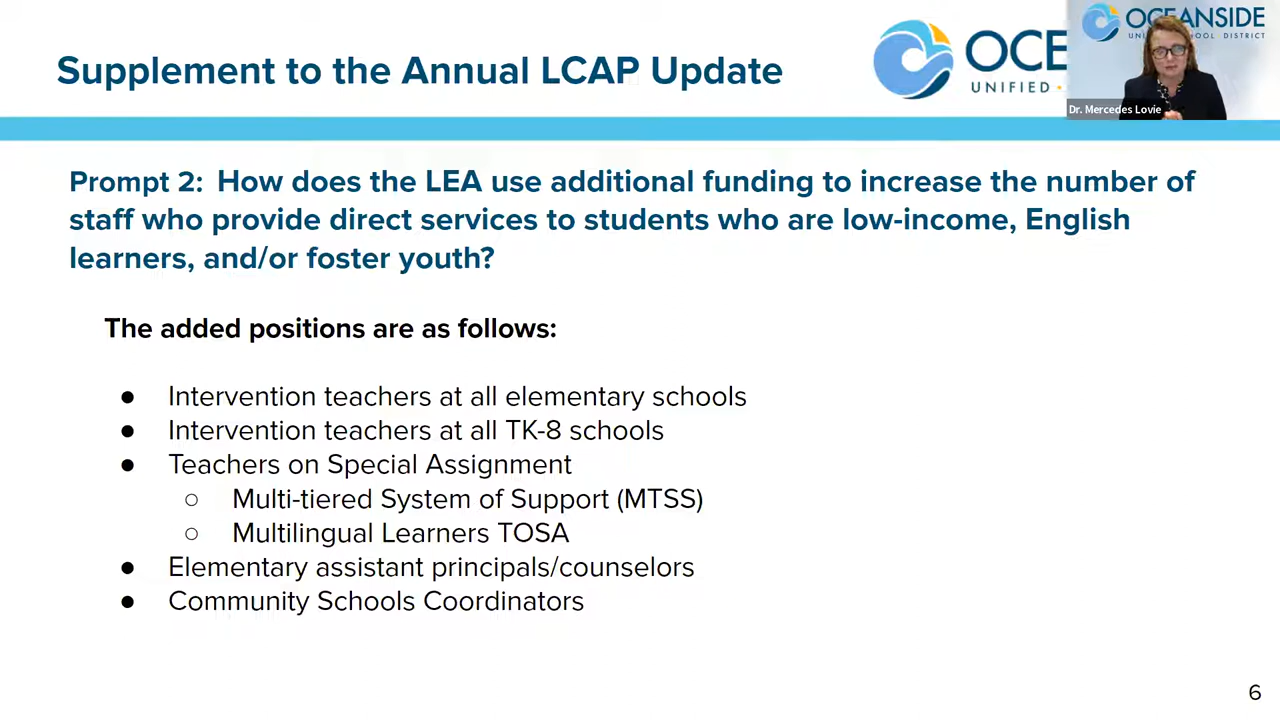 Supplement to the Annual LCAP Update
OCE
UNIFIED
OCEANSIDE
SCHOOL DISTRICT
Dr. Mercedes Lovie
Prompt 2: How does the LEA use additional funding to increase the number of
staff who provide direct services to students who are low-income, English
learners, and/or foster youth?
The added positions are as follows:
● Intervention teachers at all elementary schools
● Intervention teachers at all TK-8 schools
● Teachers on Special Assignment
○ Multi-tiered System of Support (MTSS)
○ Multilingual Learners TOSA
● Elementary assistant principals/counselors
● Community Schools Coordinators
6